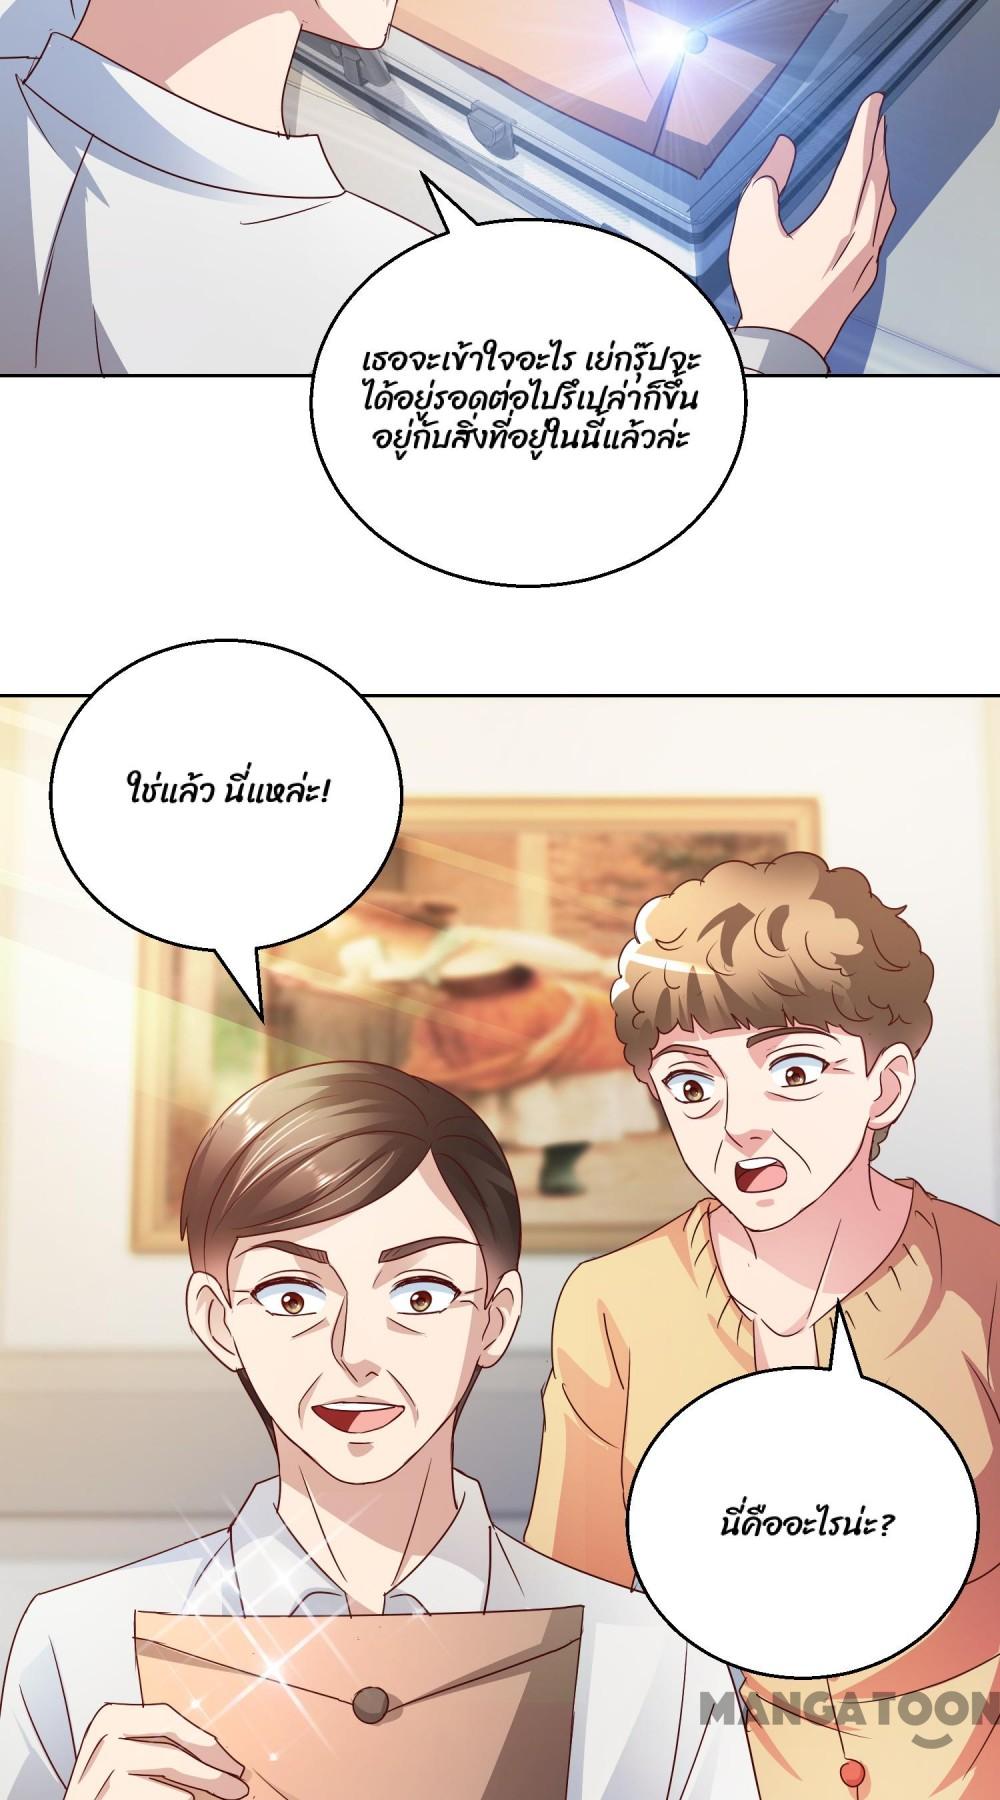 เธอจะเข้าใจอะไร เย่กรุ๊ปจะ
ได้อยู่รอดต่อไปรึเปล่าก็ขึ้น
อยู่กับสิ่งที่อยู่ในนี้แล้วล่ะ
ใช่แล้ว นี่แหล่ะ!
นี่คืออะไรน่ะ?
MANGATOON